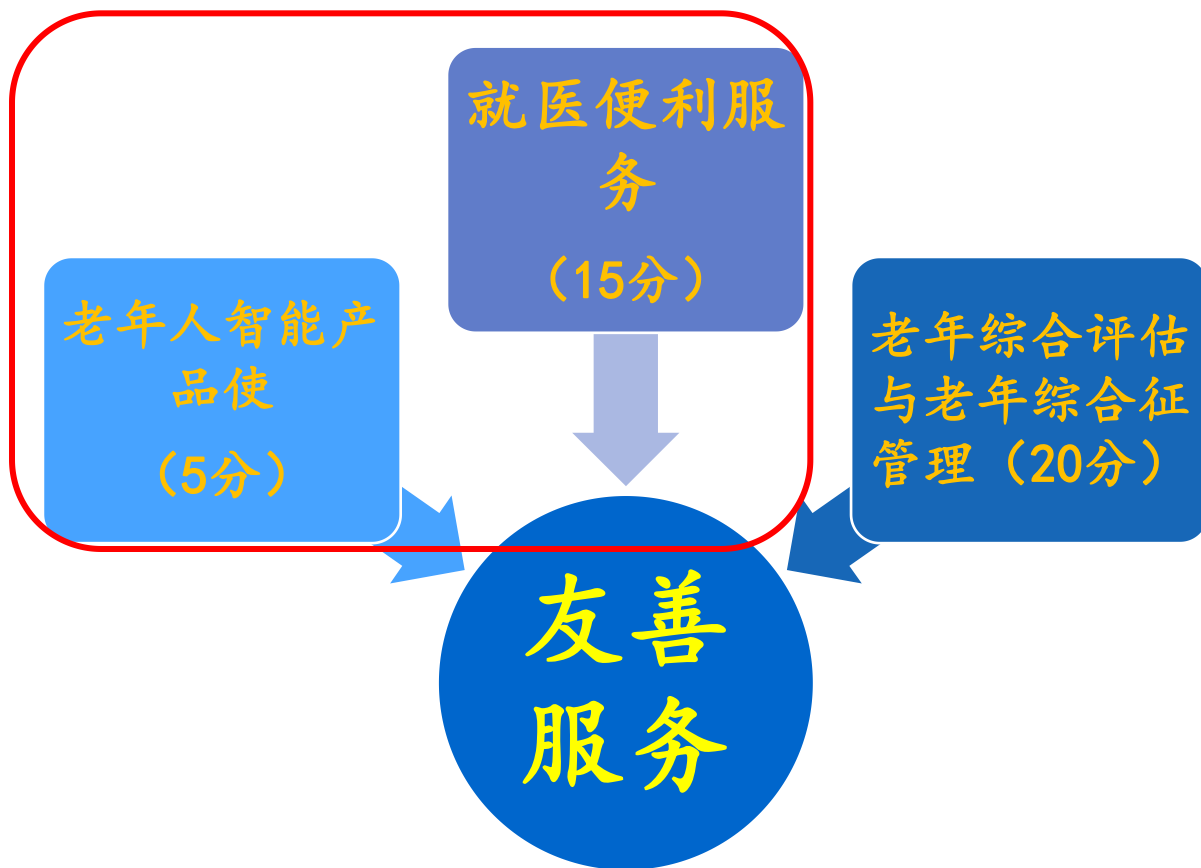 就医便利服
务
（15分）
老年人智能产
品使
（5分）
老年综合评估
与老年综合征
管理（20分）
友善
服务